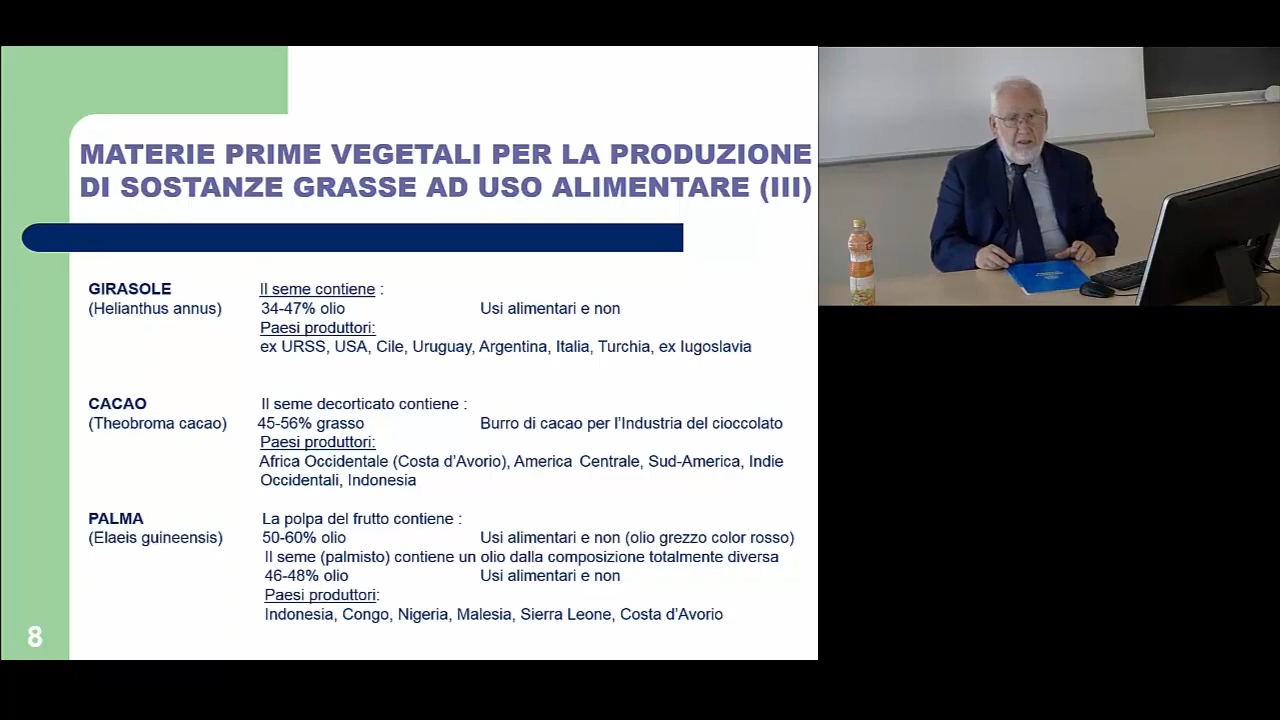 MATERIE PRIME VEGETALI PER LA PRODUZIONE
DI SOSTANZE GRASSE AD USO ALIMENTARE (III)
GIRASOLE Il seme contiene :
(Helianthus annus) 34-47% olio Usi alimentari e non
Paesi produttori:
ex URSS, USA, Cile, Uruguay, Argentina, Italia, Turchia, ex Iugoslavia
CACAO Il seme decorticato contiene :
(Theobroma cacao) 45-56% grasso Burro di cacao per l'Industria del cioccolato
Paesi produttori:
Africa Occidentale (Costa d'Avorio), America Centrale, Sud-America, Indie
Occidentali, Indonesia
PALMA La polpa del frutto contiene :
(Elaeis guineensis) 50-60% olio Usi alimentari e non (olio grezzo color rosso)
Il seme (palmisto) contiene un olio dalla composizione totalmente diversa
46-48% olio Usi alimentari e non
Paesi produttori:
Indonesia, Congo, Nigeria, Malesia, Sierra Leone, Costa d'Avorio
8